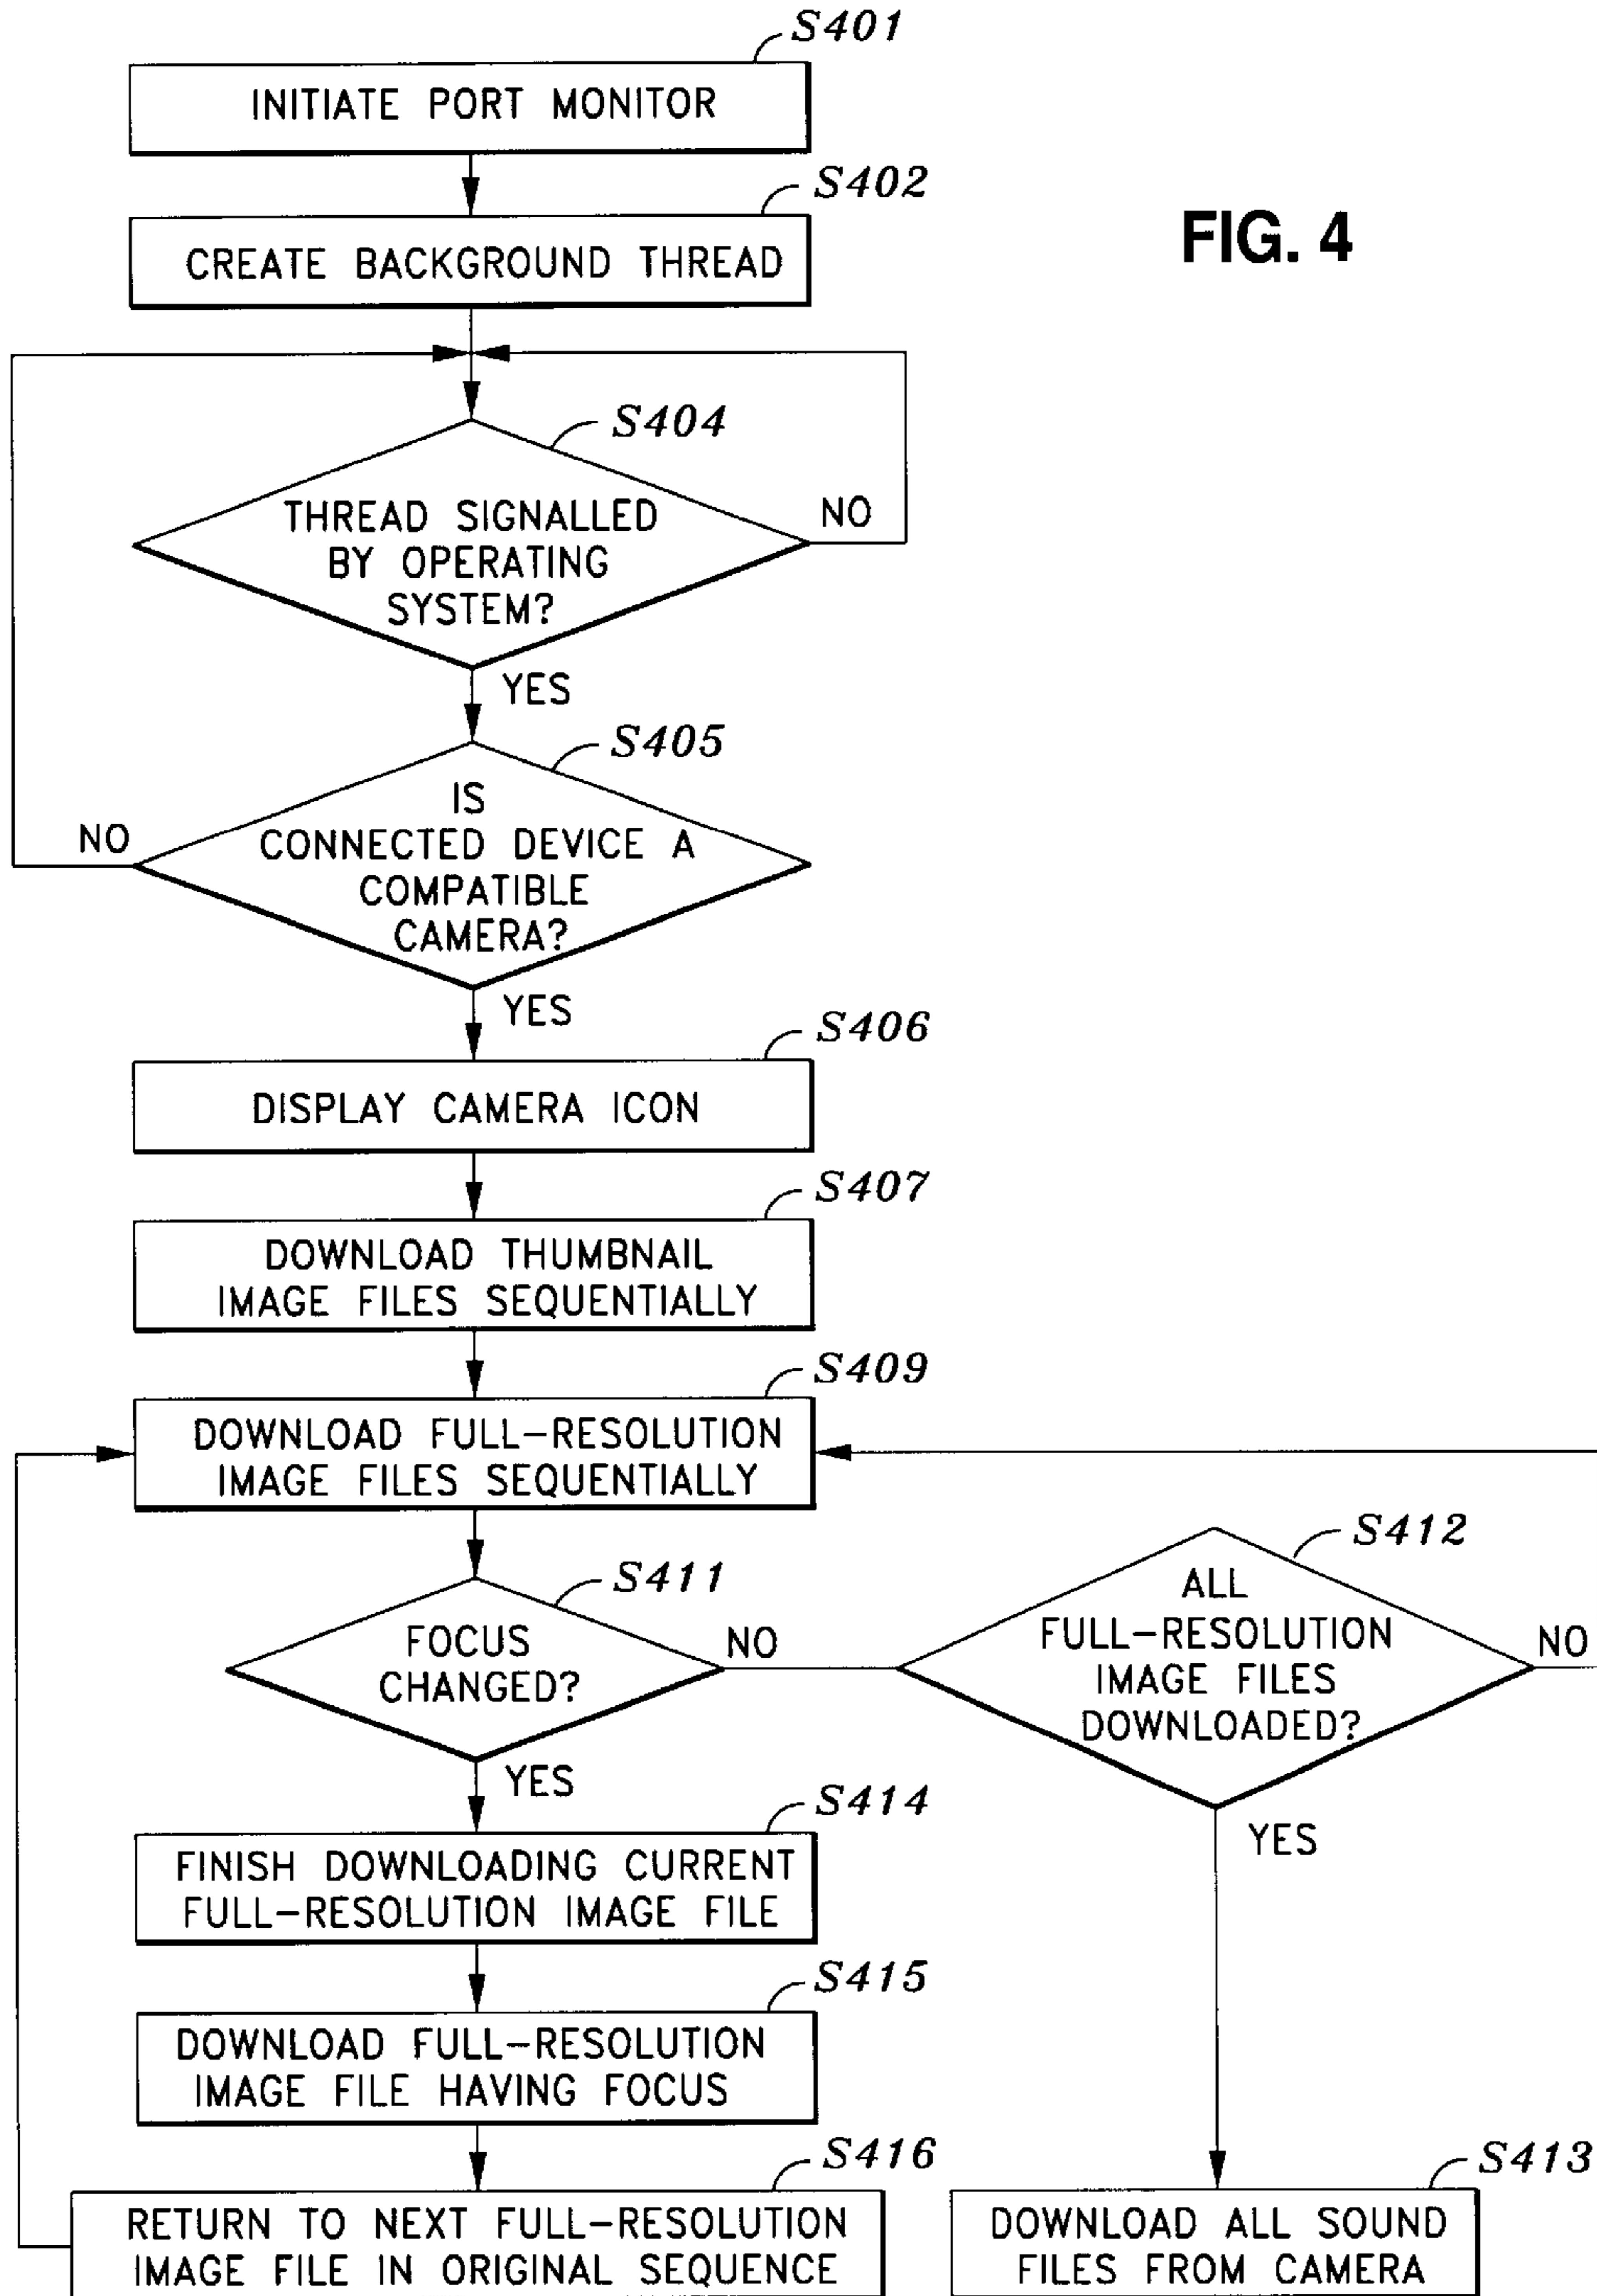 S401
INITIATE PORT MONITOR
S402
CREATE BACKGROUND THREAD
FIG. 4
S404
THREAD SIGNALLED
BY OPERATING
SYSTEM?
NO
YES
S405
IS
CONNECTED DEVICE A
COMPATIBLE
CAMERA?
NO
YES
S406
DISPLAY CAMERA ICON
S407
DOWNLOAD THUMBNAIL
IMAGE FILES SEQUENTIALLY
S409
DOWNLOAD FULL-RESOLUTION
IMAGE FILES SEQUENTIALLY
S411
FOCUS
CHANGED?
NO
YES
S412
ALL
FULL-RESOLUTION
IMAGE FILES
DOWNLOADED?
NO
YES
S414
FINISH DOWNLOADING CURRENT
FULL-RESOLUTION IMAGE FILE
S415
DOWNLOAD FULL-RESOLUTION
IMAGE FILE HAVING FOCUS
S416
RETURN TO NEXT FULL-RESOLUTION
IMAGE FILE IN ORIGINAL SEQUENCE
S413
DOWNLOAD ALL SOUND
FILES FROM CAMERA